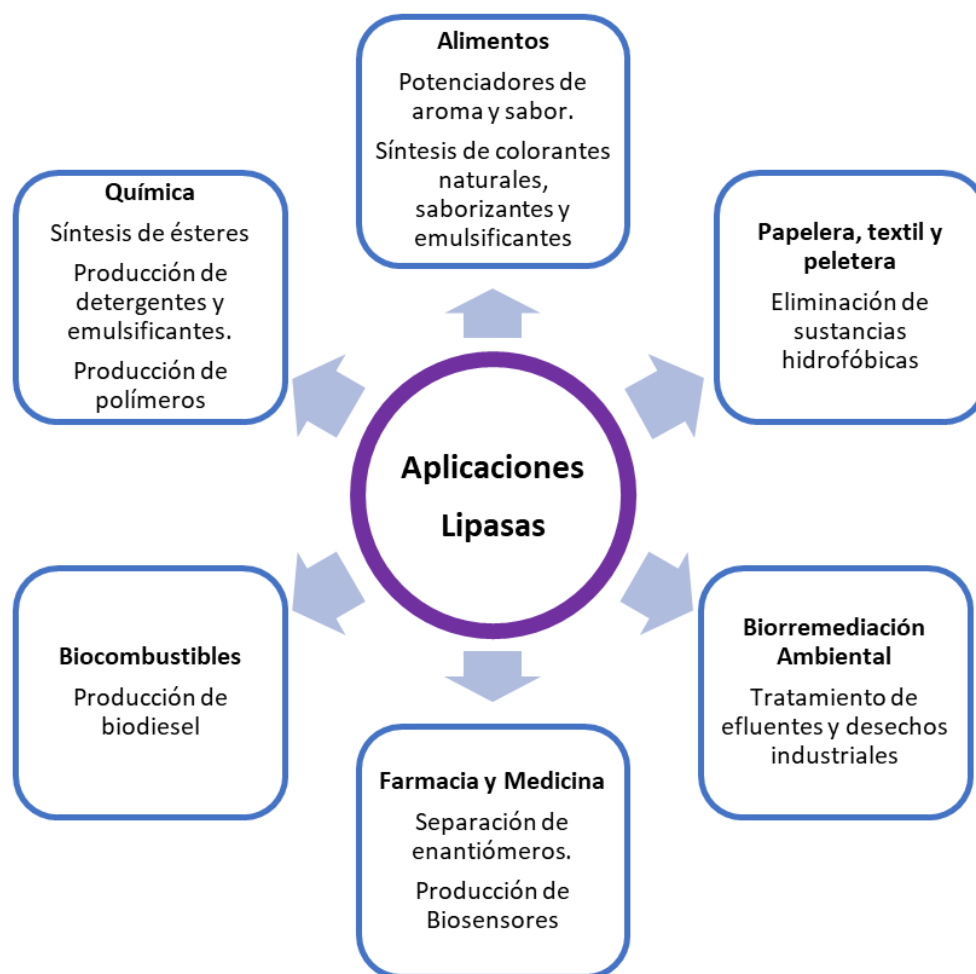 Alimentos
Potenciadores de
aroma y sabor.
Síntesis de colorantes
naturales,
saborizantes y
emulsificantes
Química
Síntesis de ésteres
Producción de
detergentes y
emulsificantes.
Producción de
polímeros
Papelera, textil y
peletera
Eliminación de
sustancias
hidrofóbicas
Aplicaciones
Lipasas
Biocombustibles
Producción de
biodiesel
Biorremediación
Ambiental
Tratamiento de
efluentes y desechos
industriales
Farmacia y Medicina
Separación de
enantiómeros.
Producción de
Biosensores